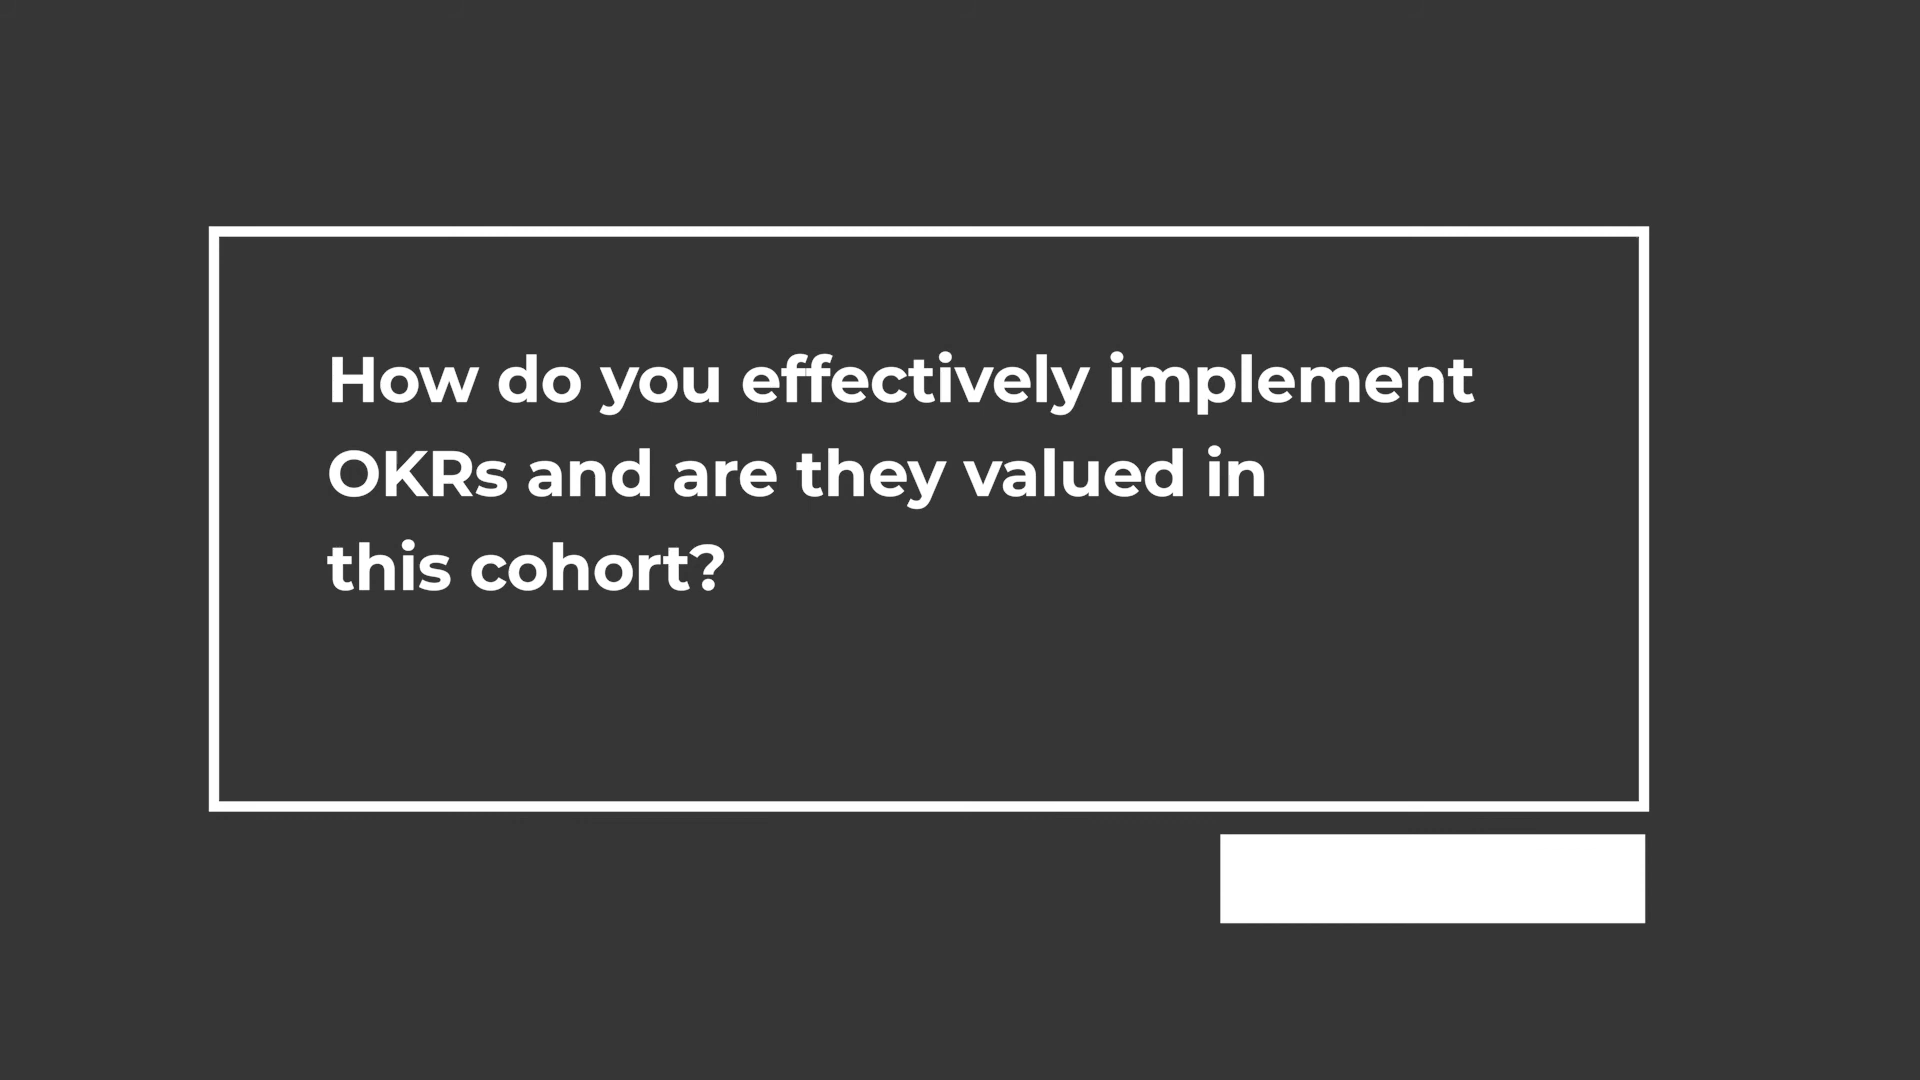 How do you effectively implement
OKRs and are they valued in
this cohort?